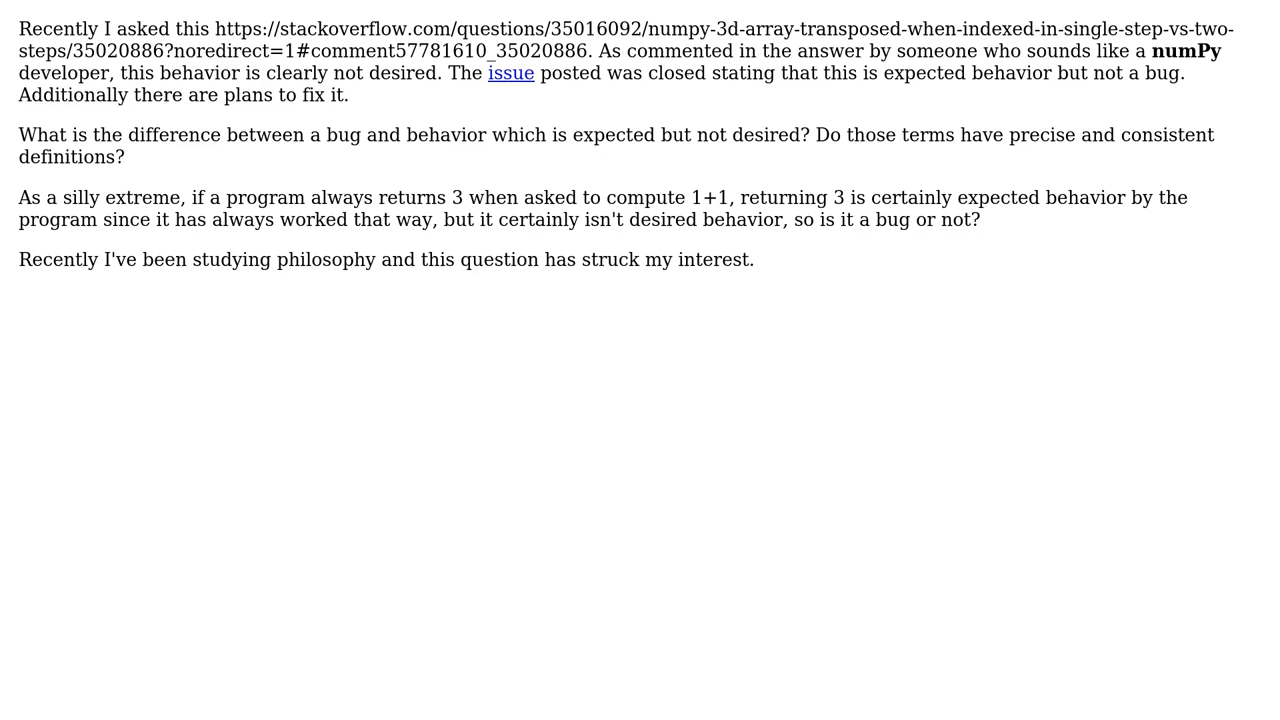 Recently I asked this https://stackoverflow.com/questions/35016092/numpy-3d-array-transposed-when-indexed-in-single-step-vs-two-
steps/35020886?noredirect=1#comment57781610_35020886. As commented in the answer by someone who sounds like a numPy
developer, this behavior is clearly not desired. The issue posted was closed stating that this is expected behavior but not a bug.
Additionally there are plans to fix it.
What is the difference between a bug and behavior which is expected but not desired? Do those terms have precise and consistent
definitions?
As a silly extreme, if a program always returns 3 when asked to compute 1+1, returning 3 is certainly expected behavior by the
program since it has always worked that way, but it certainly isn't desired behavior, so is it a bug or not?
Recently I've been studying philosophy and this question has struck my interest.